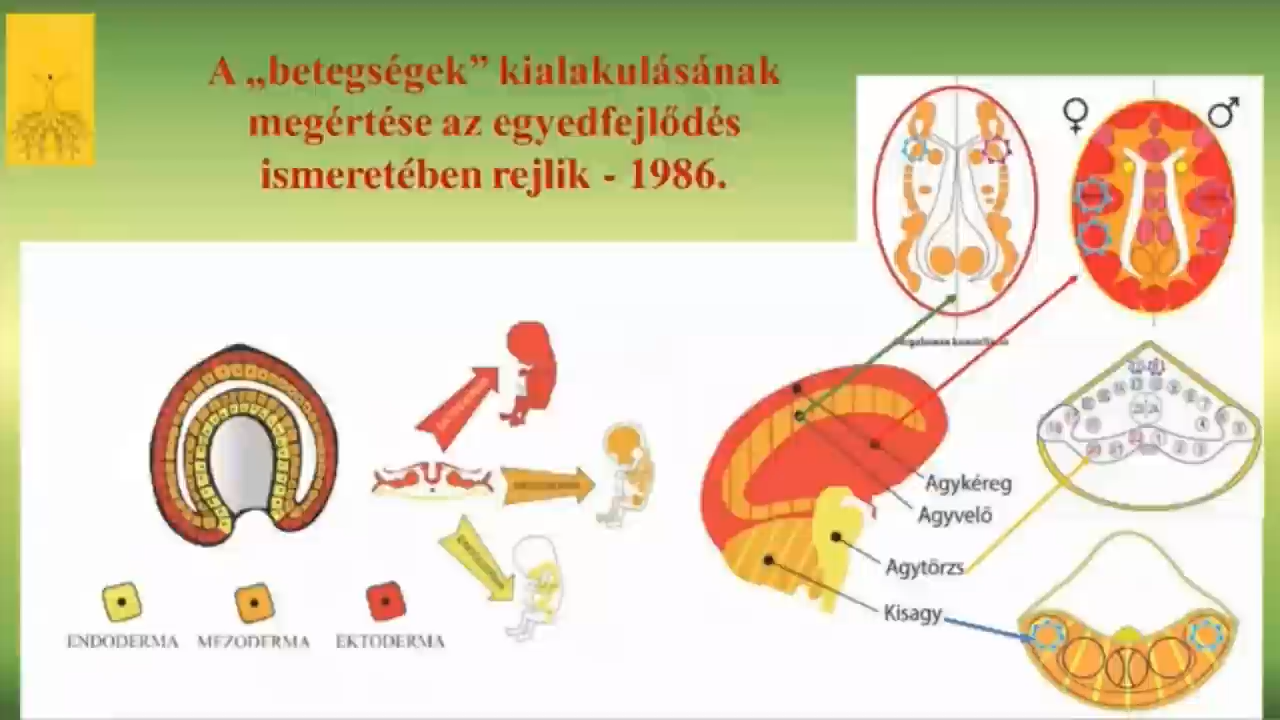 A „betegségek” kialakulásának
megértése az egyedfejlődés
ismeretében rejlik - 1986.
ENDODERMA
MEZODERMA
EKTODERMA
Agykéreg
Agyvelő
Agytörzs
Kisagy